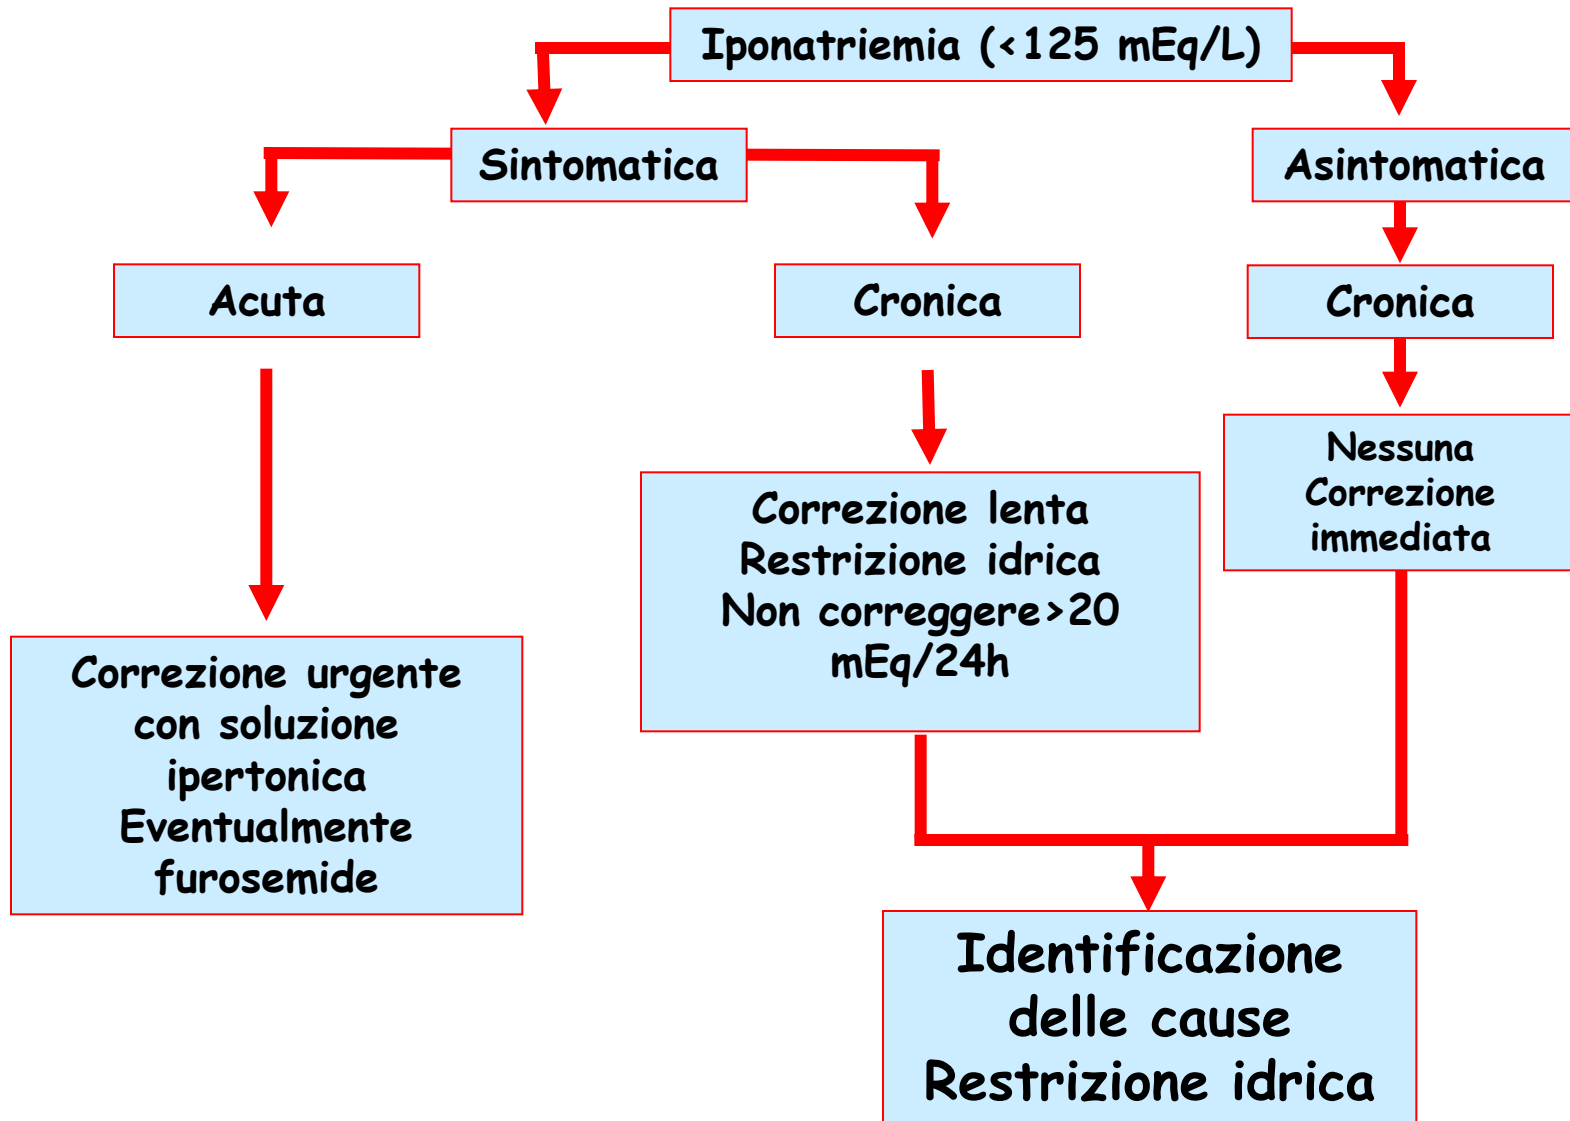 Iponatriemia (<125 mEq/L)
Sintomatica
Asintomatica
Acuta
Cronica
Cronica
Nessuna
Correzione
immediata
Correzione lenta
Restrizione idrica
Non correggere>20
mEq/24h
Correzione urgente
con soluzione
ipertonica
Eventualmente
furosemide
Identificazione
delle cause
Restrizione idrica